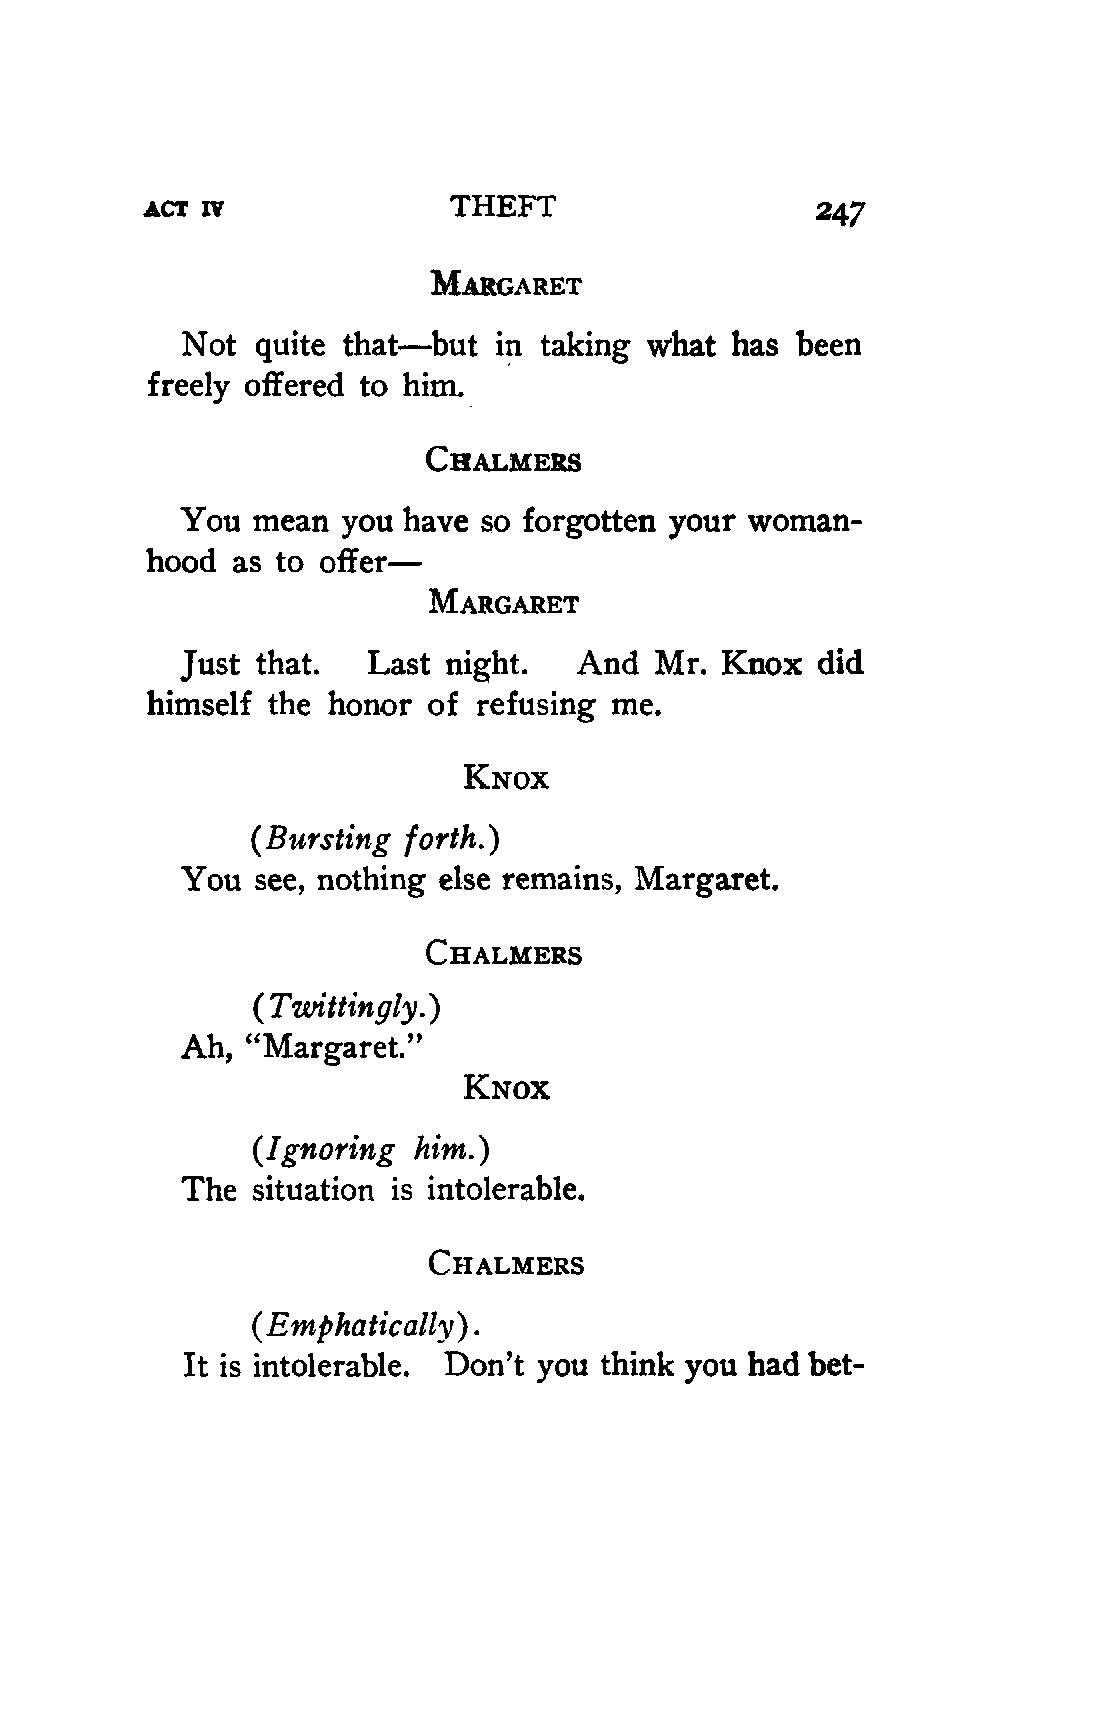 ACT IV THEFT 247
MARGARET
Not quite that—but in taking what has been
freely offered to him.
CHALMERS
You mean you have so forgotten your woman-
hood as to offer—
MARGARET
Just that. Last night. And Mr. Knox did
himself the honor of refusing me.
KNOX
(Bursting forth.)
You see, nothing else remains, Margaret.
CHALMERS
(Twittingly.)
Ah, “Margaret.”
KNOX
(Ignoring him.)
The situation is intolerable.
CHALMERS
(Emphatically).
It is intolerable. Don’t you think you had bet-